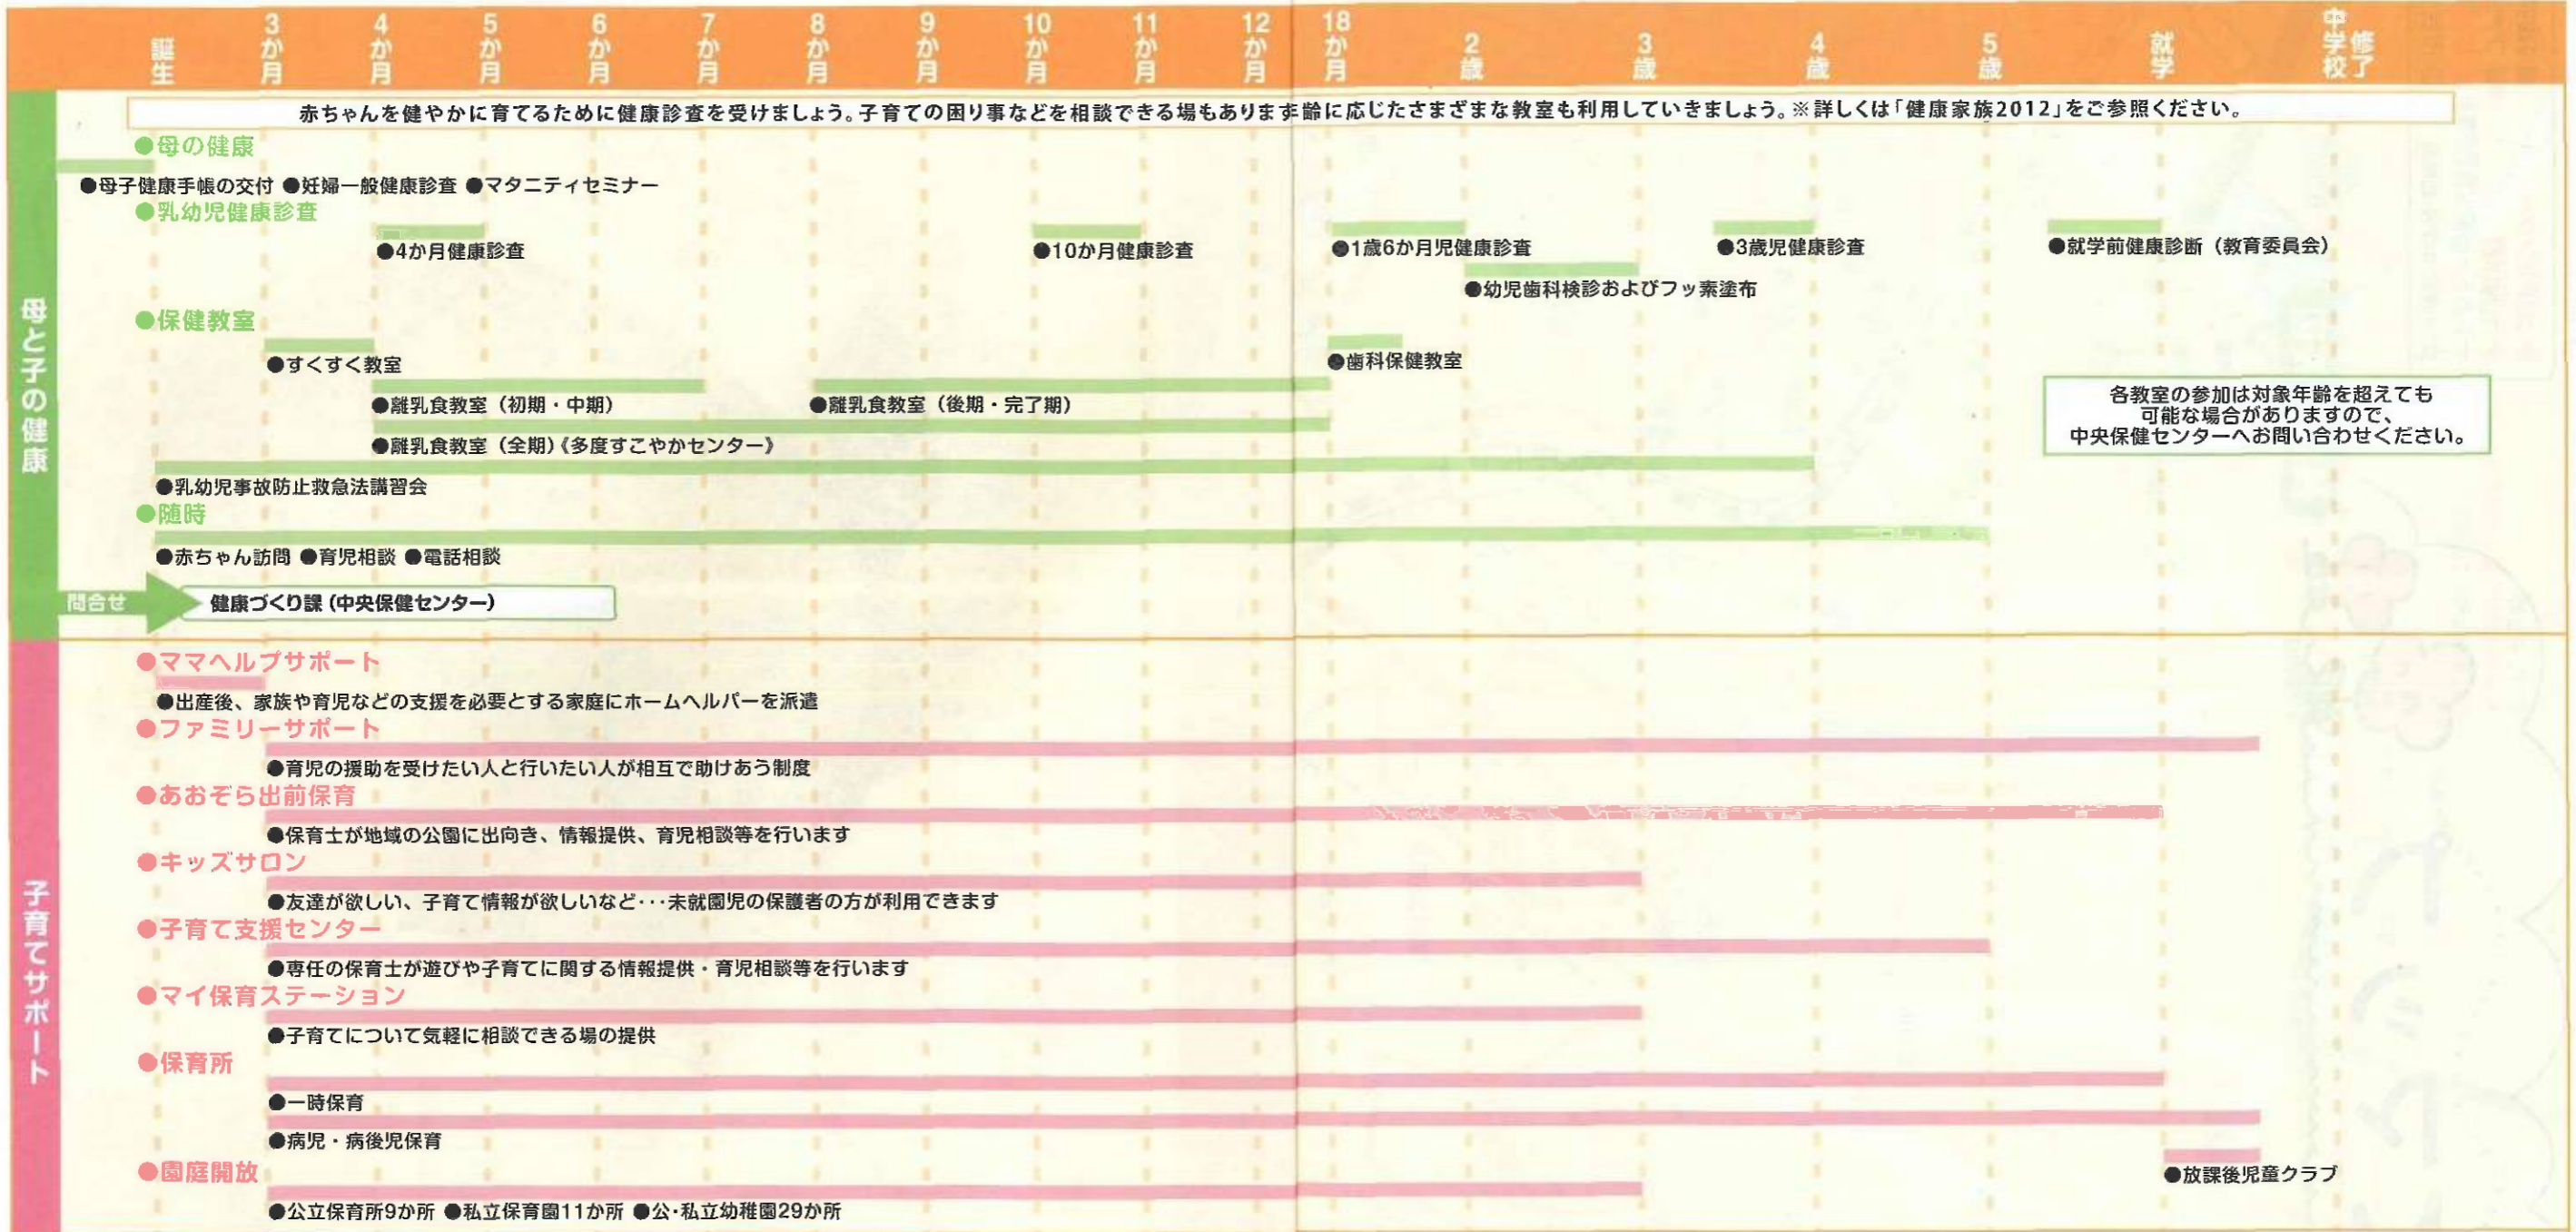 誕生
3か月
4か月
5か月
6か月
7か月
8か月
9か月
10か月
11か月
12か月
18か月
2歳
3歳
4歳
5歳
就学
中学校修了
母と子の健康
赤ちゃんを健やかに育てるために健康診査を受けましょう。子育ての困り事などを相談できる場もあります 齢に応じたさまざまな教室も利用していきましょう。※詳しくは「健康家族2012」をご参照ください。
●母の健康
●母子健康手帳の交付 ●妊婦一般健康診査 ●マタニティセミナー
●乳幼児健康診査
●4か月健康診査
●10か月健康診査
●1歳6か月児健康診査
●3歳児健康診査
●就学前健康診断（教育委員会）
●幼児歯科検診およびフッ素塗布
●保健教室
●すくすく教室
●歯科保健教室
●離乳食教室（初期・中期）
●離乳食教室（後期・完了期）
●離乳食教室（全期）《多度すこやかセンター》
各教室の参加は対象年齢を超えても
可能な場合がありますので、
中央保健センターへお問い合わせください。
●乳幼児事故防止救急法講習会
●随時
●赤ちゃん訪問 ●育児相談 ●電話相談
問合せ
健康づくり課（中央保健センター）
子育てサポート
●ママヘルプサポート
●出産後、家族や育児などの支援を必要とする家庭にホームヘルパーを派遣
●ファミリーサポート
●育児の援助を受けたい人と行いたい人が相互で助けあう制度
●あおぞら出前保育
●保育士が地域の公園に出向き、情報提供、育児相談等を行います
●キッズサロン
●友達が欲しい、子育て情報が欲しいなど･･･未就園児の保護者の方が利用できます
●子育て支援センター
●専任の保育士が遊びや子育てに関する情報提供・育児相談等を行います
●マイ保育ステーション
●子育てについて気軽に相談できる場の提供
●保育所
●一時保育
●病児・病後児保育
●放課後児童クラブ
●園庭開放
●公立保育所9か所 ●私立保育園11か所 ●公・私立幼稚園29か所